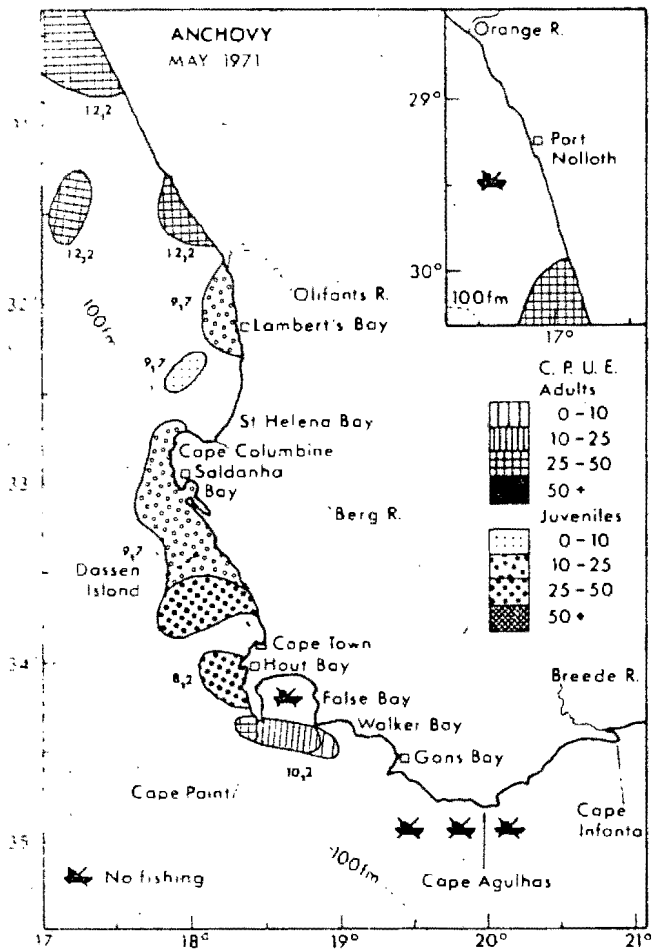 ANCHOVY
MAY 1971
Orange R.
29°
Port
Nolloth
30°
100fm
17°
12,2
12,2
12,2
9,7
Olifants R.
32°
100fm
Lambert's Bay
9,7
C. P. U. E.
Adults
0-10
10-25
25-50
50+
Juveniles
0-10
10-25
25-50
50+
St Helena Bay
Cape Columbine
Saldanha
Bay
33
Berg R.
9,7
Dassen
Island
Cape Town
34
Hout Bay
8,2
Breede R.
False Bay
Walker Bay
Gans Bay
10,2
Cape Point
Cape
Infanta
35
100fm
No fishing
Cape Agulhas
17
18°
19°
20°
21°